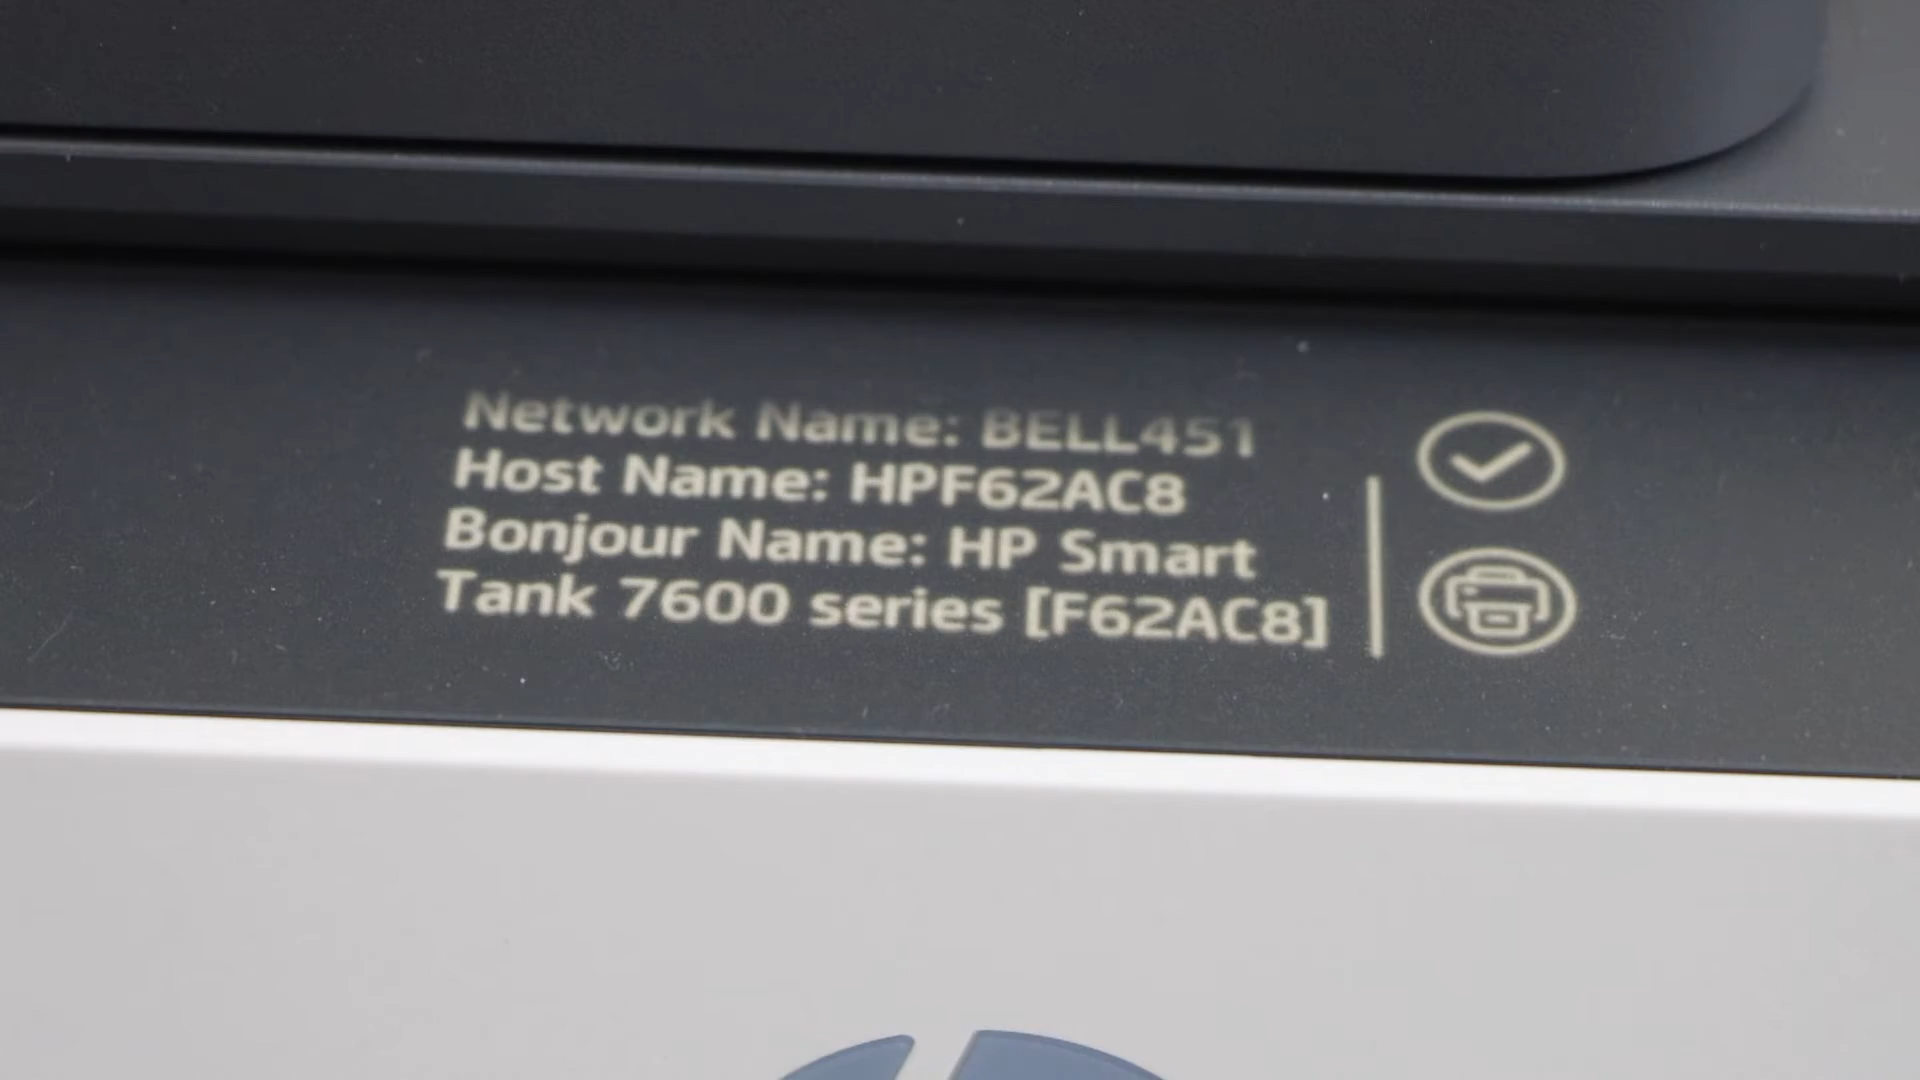 Network Name: BELL451
Host Name: HPF62AC8
Bonjour Name: HP Smart
Tank 7600 series [F62AC8]